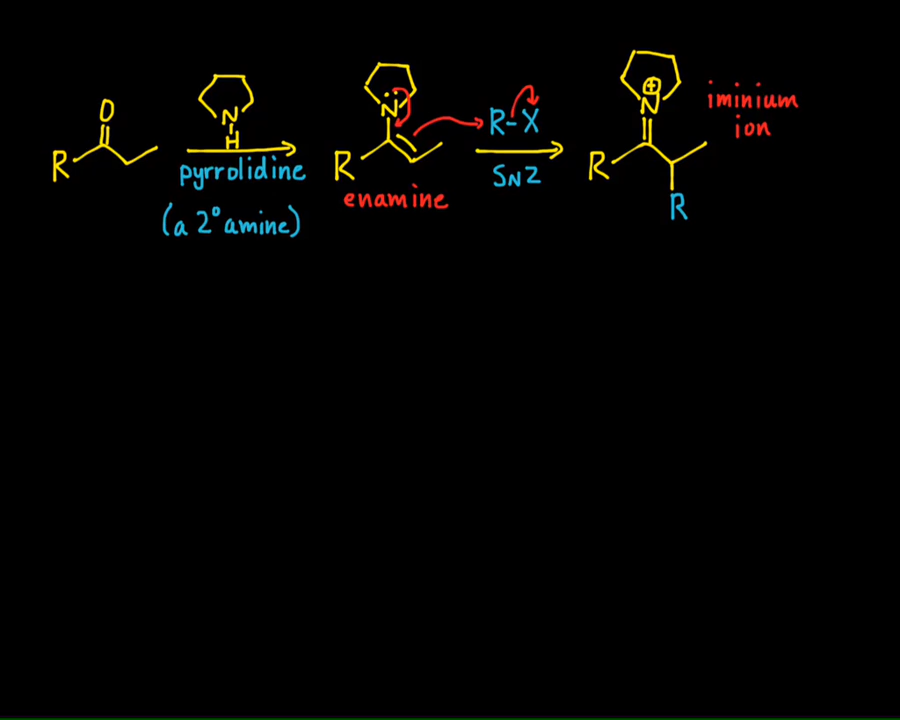 O
R
N
H
pyrrolidine
(a 2° amine)
N
R
enamine
R-X
SN2
⊕
N
R
R
iminium
ion